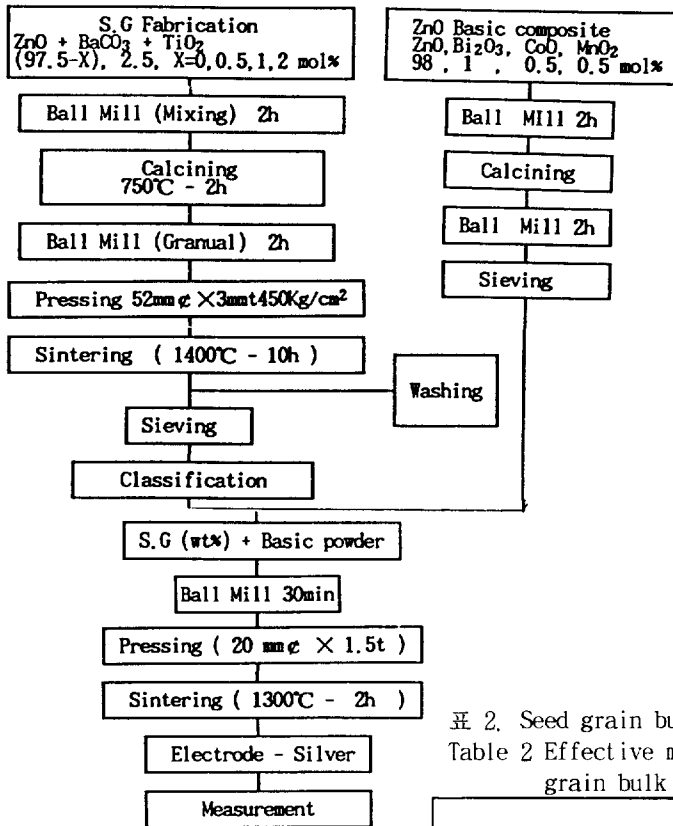 S.G Fabrication
ZnO + BaCO₃ + TiO₂
(97.5-X), 2.5, X=0,0.5,1,2 mol%
Ball Mill (Mixing) 2h
Calcining
750℃ - 2h
Ball Mill (Granual) 2h
Pressing 52mm¢ ×3mmt450Kg/cm²
Sintering ( 1400℃ - 10h )
Washing
Sieving
Classification
ZnO Basic composite
ZnO,Bi₂O₃, CoO, MnO₂
98 , 1 , 0.5, 0.5 mol%
Ball MIll 2h
Calcining
Ball Mill 2h
Sieving
S.G (wt%) + Basic powder
Ball Mill 30min
Pressing ( 20 mm¢ × 1.5t )
Sintering ( 1300℃ - 2h )
Electrode - Silver
Measurement
표 2. Seed grain bu
Table 2 Effective m
grain bulk